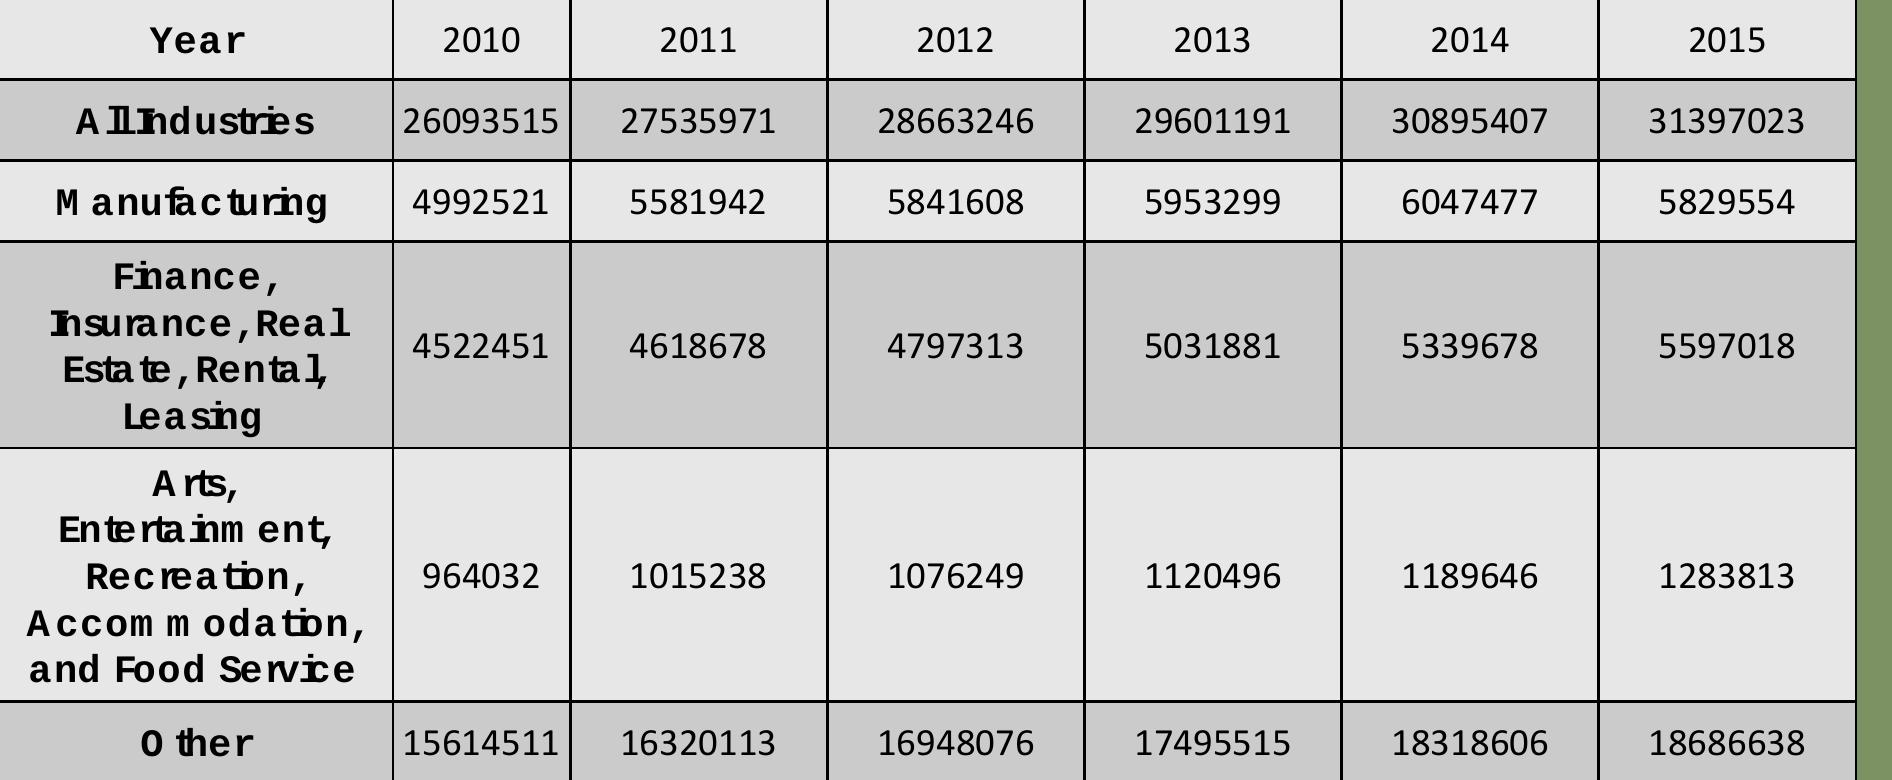 Year 2010 2011 2012 2013 2014 2015
All Industries 26093515 27535971 28663246 29601191 30895407 31397023
Manufacturing 4992521 5581942 5841608 5953299 6047477 5829554
Finance,
Insurance, Real
Estate, Rental,
Leasing
4522451 4618678 4797313 5031881 5339678 5597018
Arts,
Entertainment,
Recreation,
Accommodation,
and Food Service
964032 1015238 1076249 1120496 1189646 1283813
Other 15614511 16320113 16948076 17495515 18318606 18686638